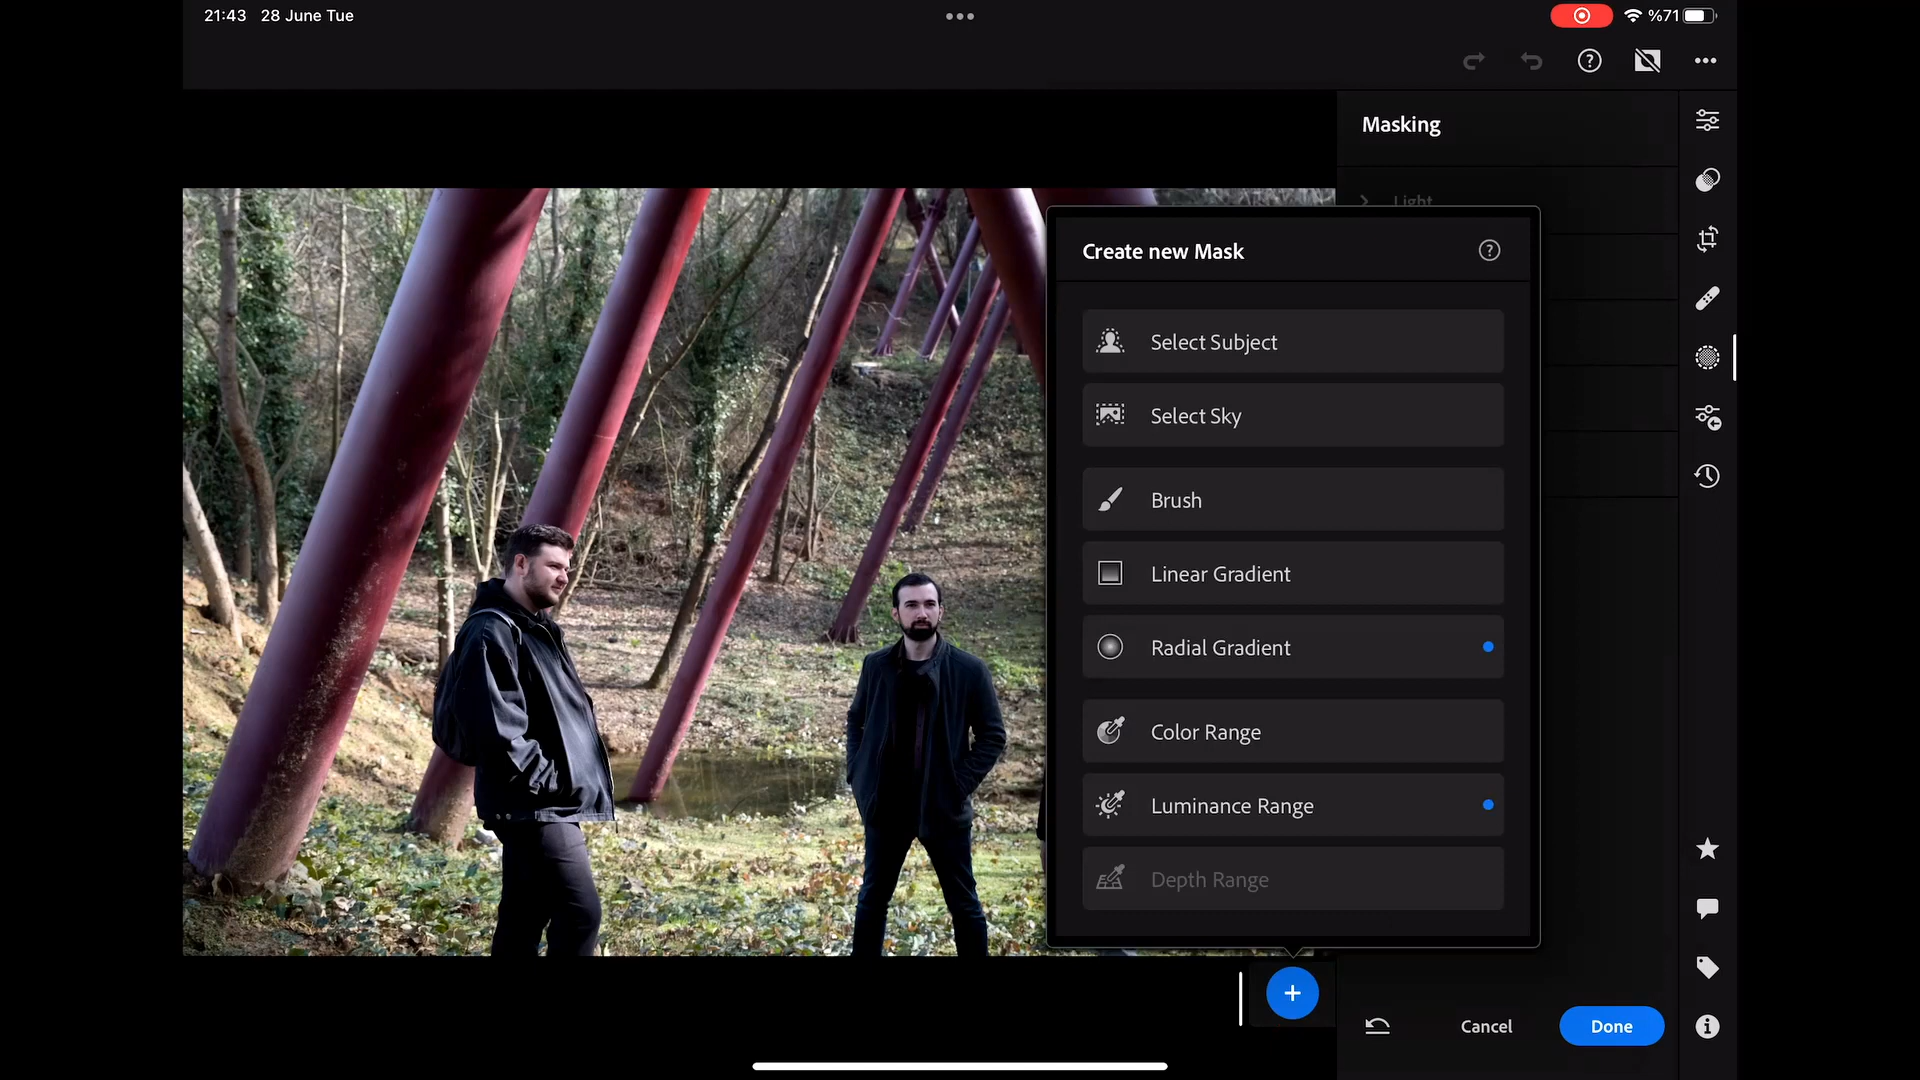 21:43 28 June Tue
%71
Masking
Light
Create new Mask
Select Subject
Select Sky
Brush
Linear Gradient
Radial Gradient
Color Range
Luminance Range
Depth Range
Cancel
Done